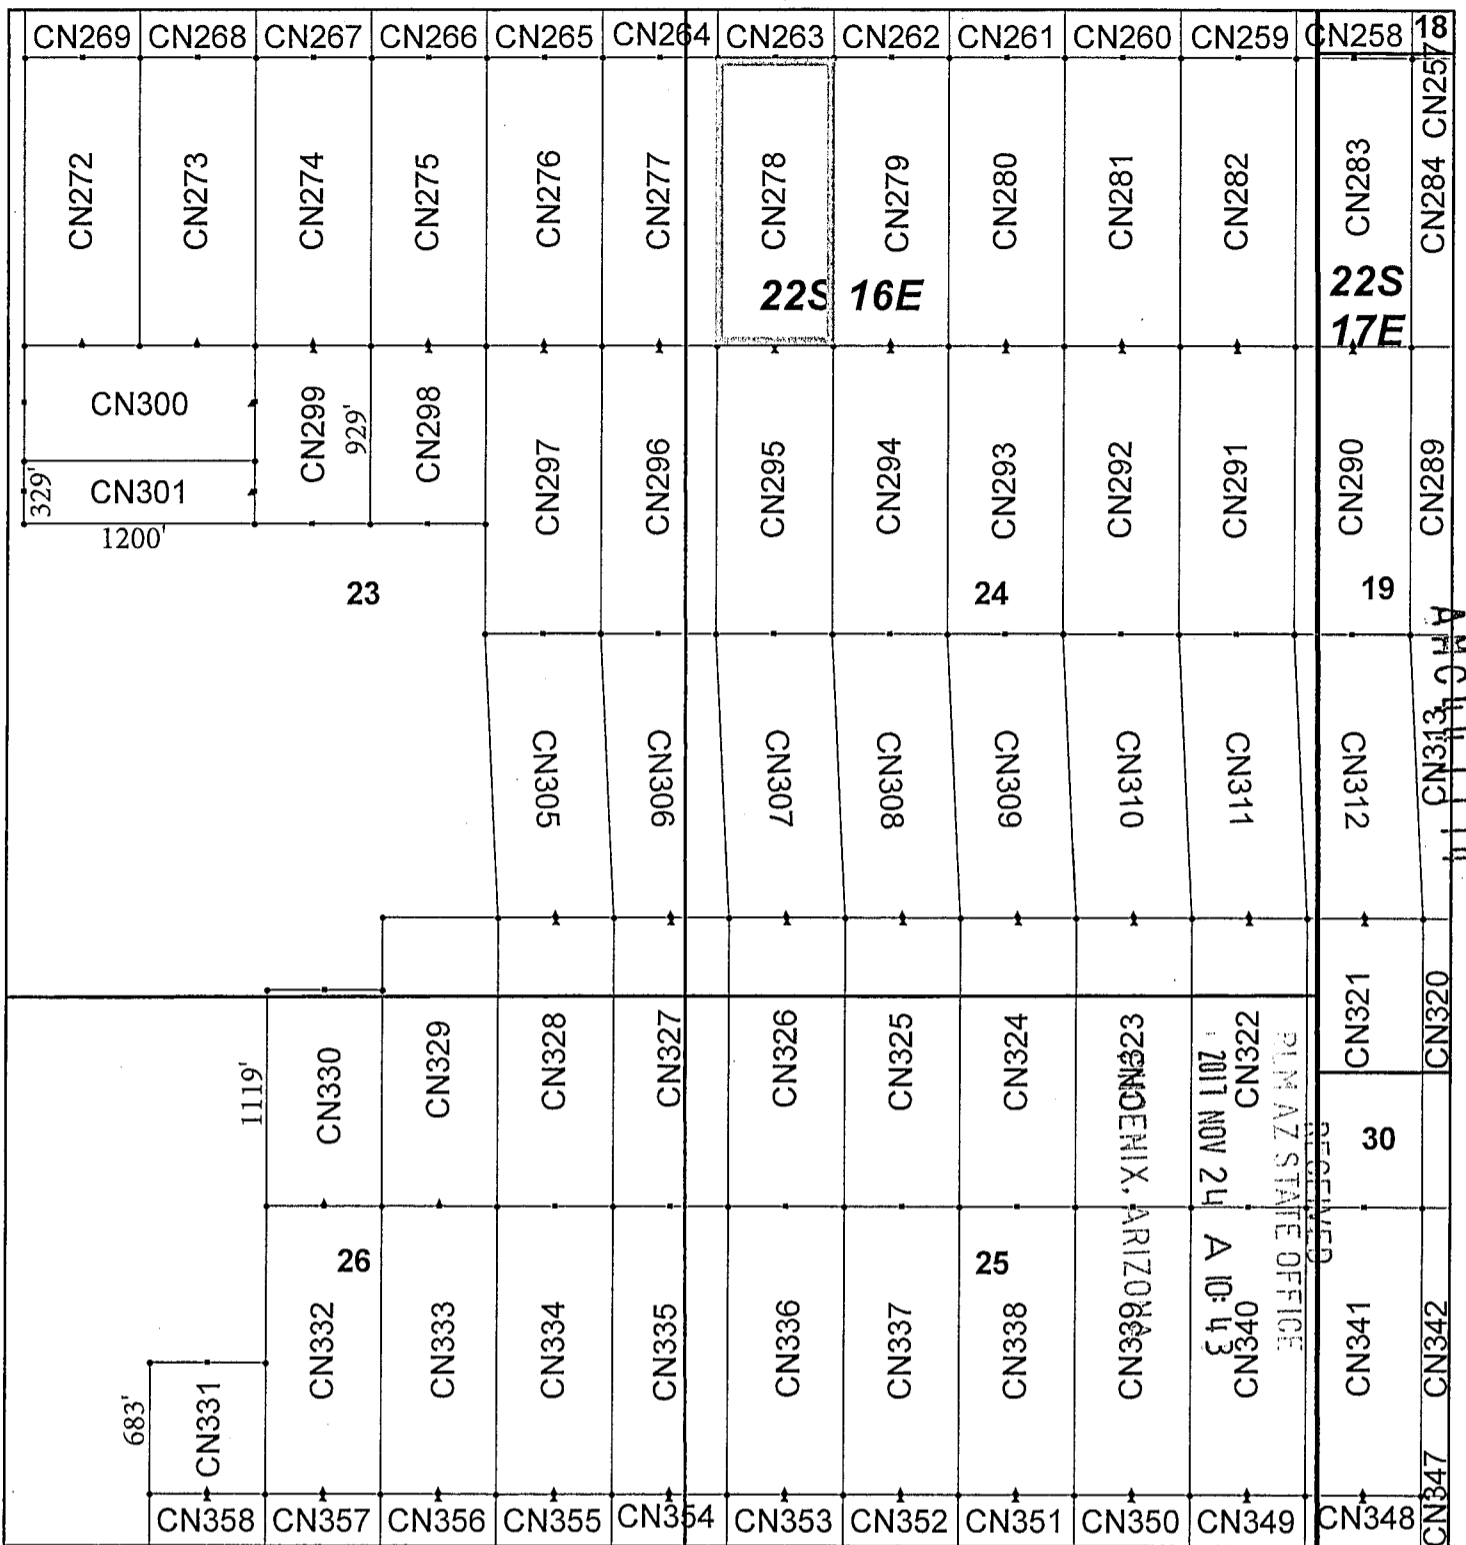 CN269 CN268 CN267 CN266 CN265 CN264 CN263 CN262 CN261 CN260 CN259 CN258 18
CN257
CN272 CN273 CN274 CN275 CN276 CN277 CN278 CN279 CN280 CN281 CN282 CN283 CN284
22S 16E
22S
17E
CN300 CN299 929' CN298 CN297 CN296 CN295 CN294 CN293 CN292 CN291 CN290 CN289
329' CN301
1200'
23 24 19
CN305 CN306 CN307 CN308 CN309 CN310 CN311 CN312 CN313
1119' CN330 CN329 CN328 CN327 CN326 CN325 CN324 CN323 CN322 CN321 CN320
30
RECEIVED
BLM AZ STATE OFFICE
2017 NOV 24 A 10:43
PHOENIX, ARIZONA
26 25
683' CN331 CN332 CN333 CN334 CN335 CN336 CN337 CN338 CN339 CN340 CN341 CN342
CN347
CN358 CN357 CN356 CN355 CN354 CN353 CN352 CN351 CN350 CN349 CN348